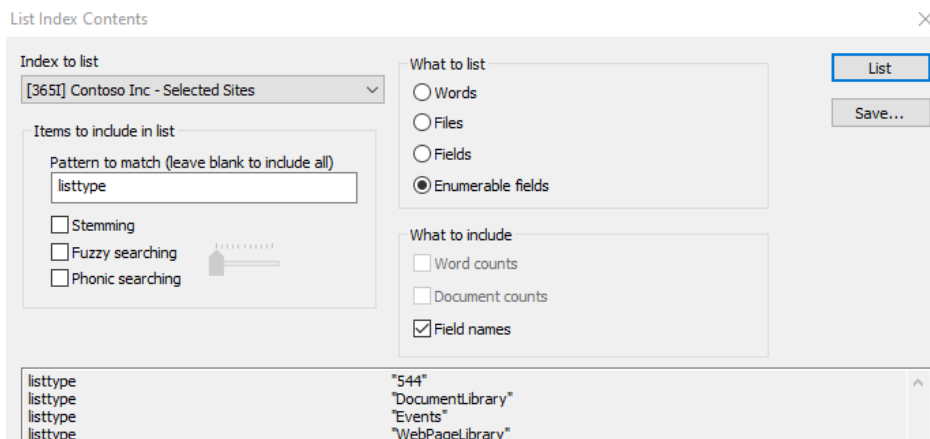 List Index Contents
Index to list
[365I] Contoso Inc - Selected Sites
Items to include in list
Pattern to match (leave blank to include all)
listtype
Stemming
Fuzzy searching
Phonic searching
What to list
Words
Files
Fields
Enumerable fields
What to include
Word counts
Document counts
Field names
List
Save...
listtype "544"
listtype "DocumentLibrary"
listtype "Events"
listtype "WebPageLibrary"